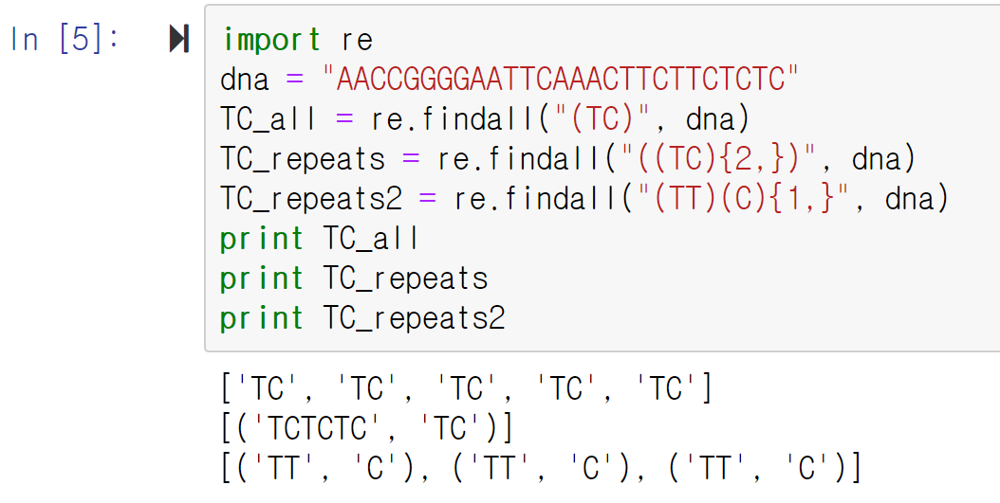 In [5]:
import re
dna = "AACCGGGGAATTCAAACTTCTTCTCTC"
TC_all = re.findall("(TC)", dna)
TC_repeats = re.findall("((TC){2,})", dna)
TC_repeats2 = re.findall("(TT)(C){1,}", dna)
print TC_all
print TC_repeats
print TC_repeats2
['TC', 'TC', 'TC', 'TC', 'TC']
[('TCTCTC', 'TC')]
[('TT', 'C'), ('TT', 'C'), ('TT', 'C')]